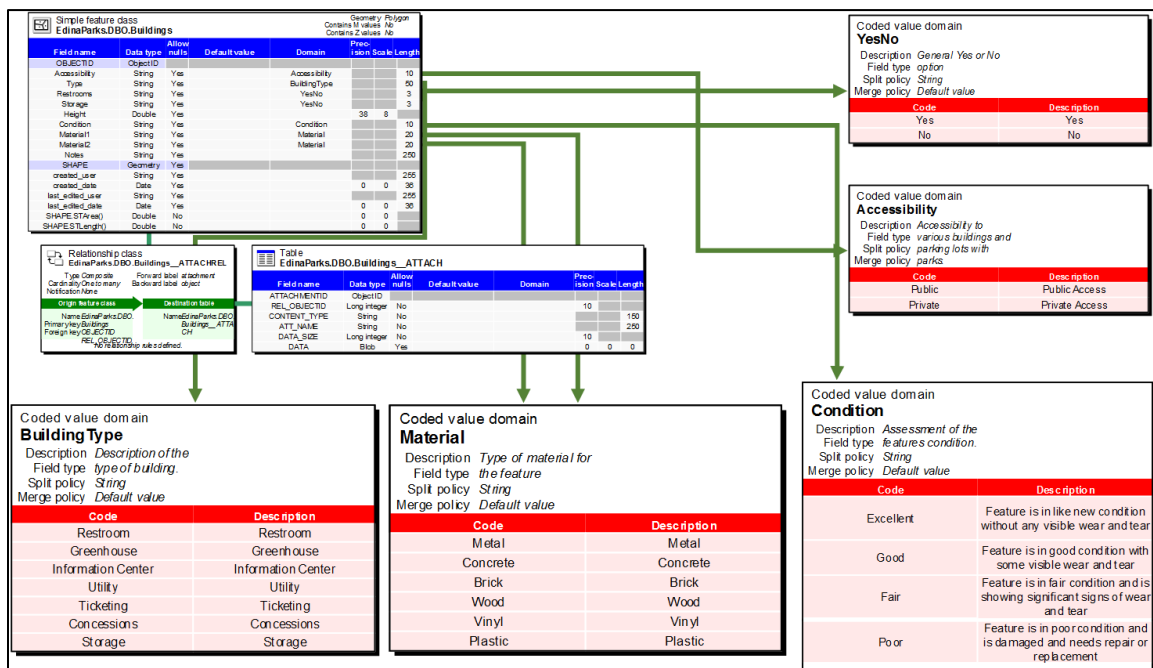 Simple feature class
EdinaParks.DBO.Buildings
Geometry Polygon
Contains M values No
Contains Z values No
Field name Data type Allow nulls Default value Domain Prec-ision Scale Length
OBJECTID Object ID
Accessibility String Yes Accessibility 10
Type String Yes BuildingType 50
Restrooms String Yes YesNo 3
Storage String Yes YesNo 3
Height Double Yes 38 8
Condition String Yes Condition 10
Material1 String Yes Material 20
Material2 String Yes Material 20
Notes String Yes 250
SHAPE Geometry Yes
created_user String Yes 255
created_date Date Yes 0 0 36
last_edited_user String Yes 255
last_edited_date Date Yes 0 0 36
SHAPE.STArea() Double No 0 0
SHAPE.STLength() Double No 0 0
Relationship class
EdinaParks.DBO.Buildings__ATTACHREL
Type Composite Forward label attachment
Cardinality One to many Backward label object
Notification None
Origin feature class Destination table
Name EdinaParks.DBO. Name EdinaParks.DBO.
Primary key Buildings Buildings__ATTA
Foreign key OBJECTID CH
REL_OBJECTID
No relationship rules defined.
Table
EdinaParks.DBO.Buildings__ATTACH
Field name Data type Allow nulls Default value Domain Prec-ision Scale Length
ATTACHMENTID Object ID
REL_OBJECTID Long integer No 10
CONTENT_TYPE String No 150
ATT_NAME String No 250
DATA_SIZE Long integer No 10
DATA Blob Yes 0 0 0
Coded value domain
YesNo
Description General Yes or No
Field type option
Split policy String
Merge policy Default value
Code Description
Yes Yes
No No
Coded value domain
Accessibility
Description Accessibility to
Field type various buildings and
Split policy parking lots with
Merge policy parks
Code Description
Public Public Access
Private Private Access
Coded value domain
BuildingType
Description Description of the
Field type type of building.
Split policy String
Merge policy Default value
Code Description
Restroom Restroom
Greenhouse Greenhouse
Information Center Information Center
Utility Utility
Ticketing Ticketing
Concessions Concessions
Storage Storage
Coded value domain
Material
Description Type of material for
Field type the feature
Split policy String
Merge policy Default value
Code Description
Metal Metal
Concrete Concrete
Brick Brick
Wood Wood
Vinyl Vinyl
Plastic Plastic
Coded value domain
Condition
Description Assessment of the
Field type features condition.
Split policy String
Merge policy Default value
Code Description
Excellent Feature is in like new condition
without any visible wear and tear
Good Feature is in good condition with
some visible wear and tear
Fair Feature is in fair condition and is
showing significant signs of wear
and tear
Poor Feature is in poor condition and
is damaged and needs repair or
replacement